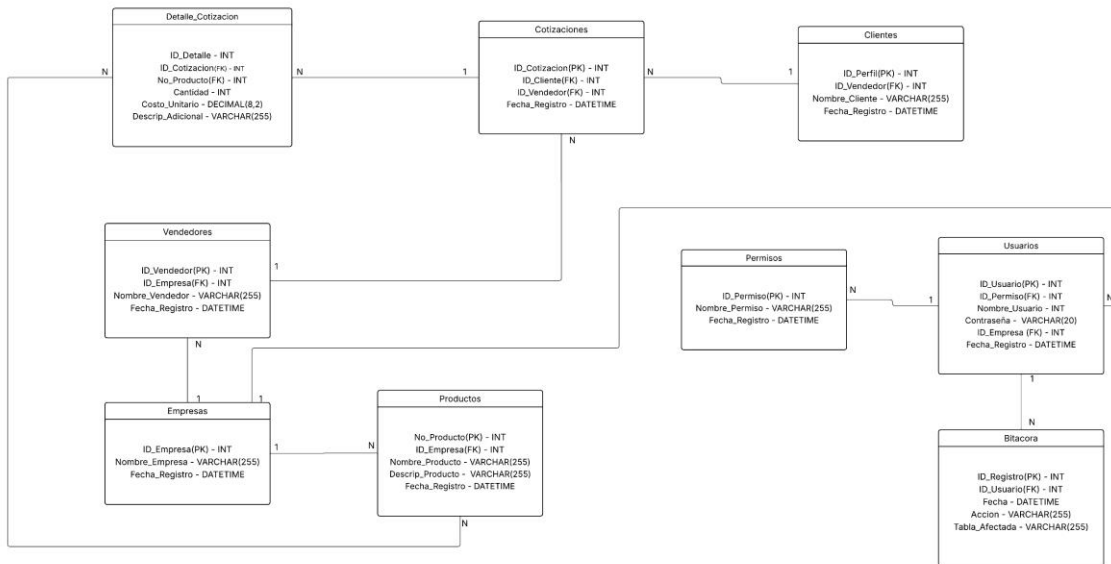 Detalle_Cotizacion
ID_Detalle - INT
ID_Cotizacion(FK) - INT
No_Producto(FK) - INT
Cantidad - INT
Costo_Unitario - DECIMAL(8,2)
Descrip_Adicional - VARCHAR(255)
N
N
1
Cotizaciones
ID_Cotizacion(PK) - INT
ID_Cliente(FK) - INT
ID_Vendedor(FK) - INT
Fecha_Registro - DATETIME
N
N
1
Clientes
ID_Perfil(PK) - INT
ID_Vendedor(FK) - INT
Nombre_Cliente - VARCHAR(255)
Fecha_Registro - DATETIME
Vendedores
ID_Vendedor(PK) - INT
ID_Empresa(FK) - INT
Nombre_Vendedor - VARCHAR(255)
Fecha_Registro - DATETIME
1
N
Permisos
ID_Permiso(PK) - INT
Nombre_Permiso - VARCHAR(255)
Fecha_Registro - DATETIME
N
1
Usuarios
ID_Usuario(PK) - INT
ID_Permiso(FK) - INT
Nombre_Usuario - INT
Contraseña - VARCHAR(20)
ID_Empresa (FK) - INT
Fecha_Registro - DATETIME
N
1
1
1
Empresas
ID_Empresa(PK) - INT
Nombre_Empresa - VARCHAR(255)
Fecha_Registro - DATETIME
1
N
Productos
No_Producto(PK) - INT
ID_Empresa(FK) - INT
Nombre_Producto - VARCHAR(255)
Descrip_Producto - VARCHAR(255)
Fecha_Registro - DATETIME
N
N
Bitacora
ID_Registro(PK) - INT
ID_Usuario(FK) - INT
Fecha - DATETIME
Accion - VARCHAR(255)
Tabla_Afectada - VARCHAR(255)